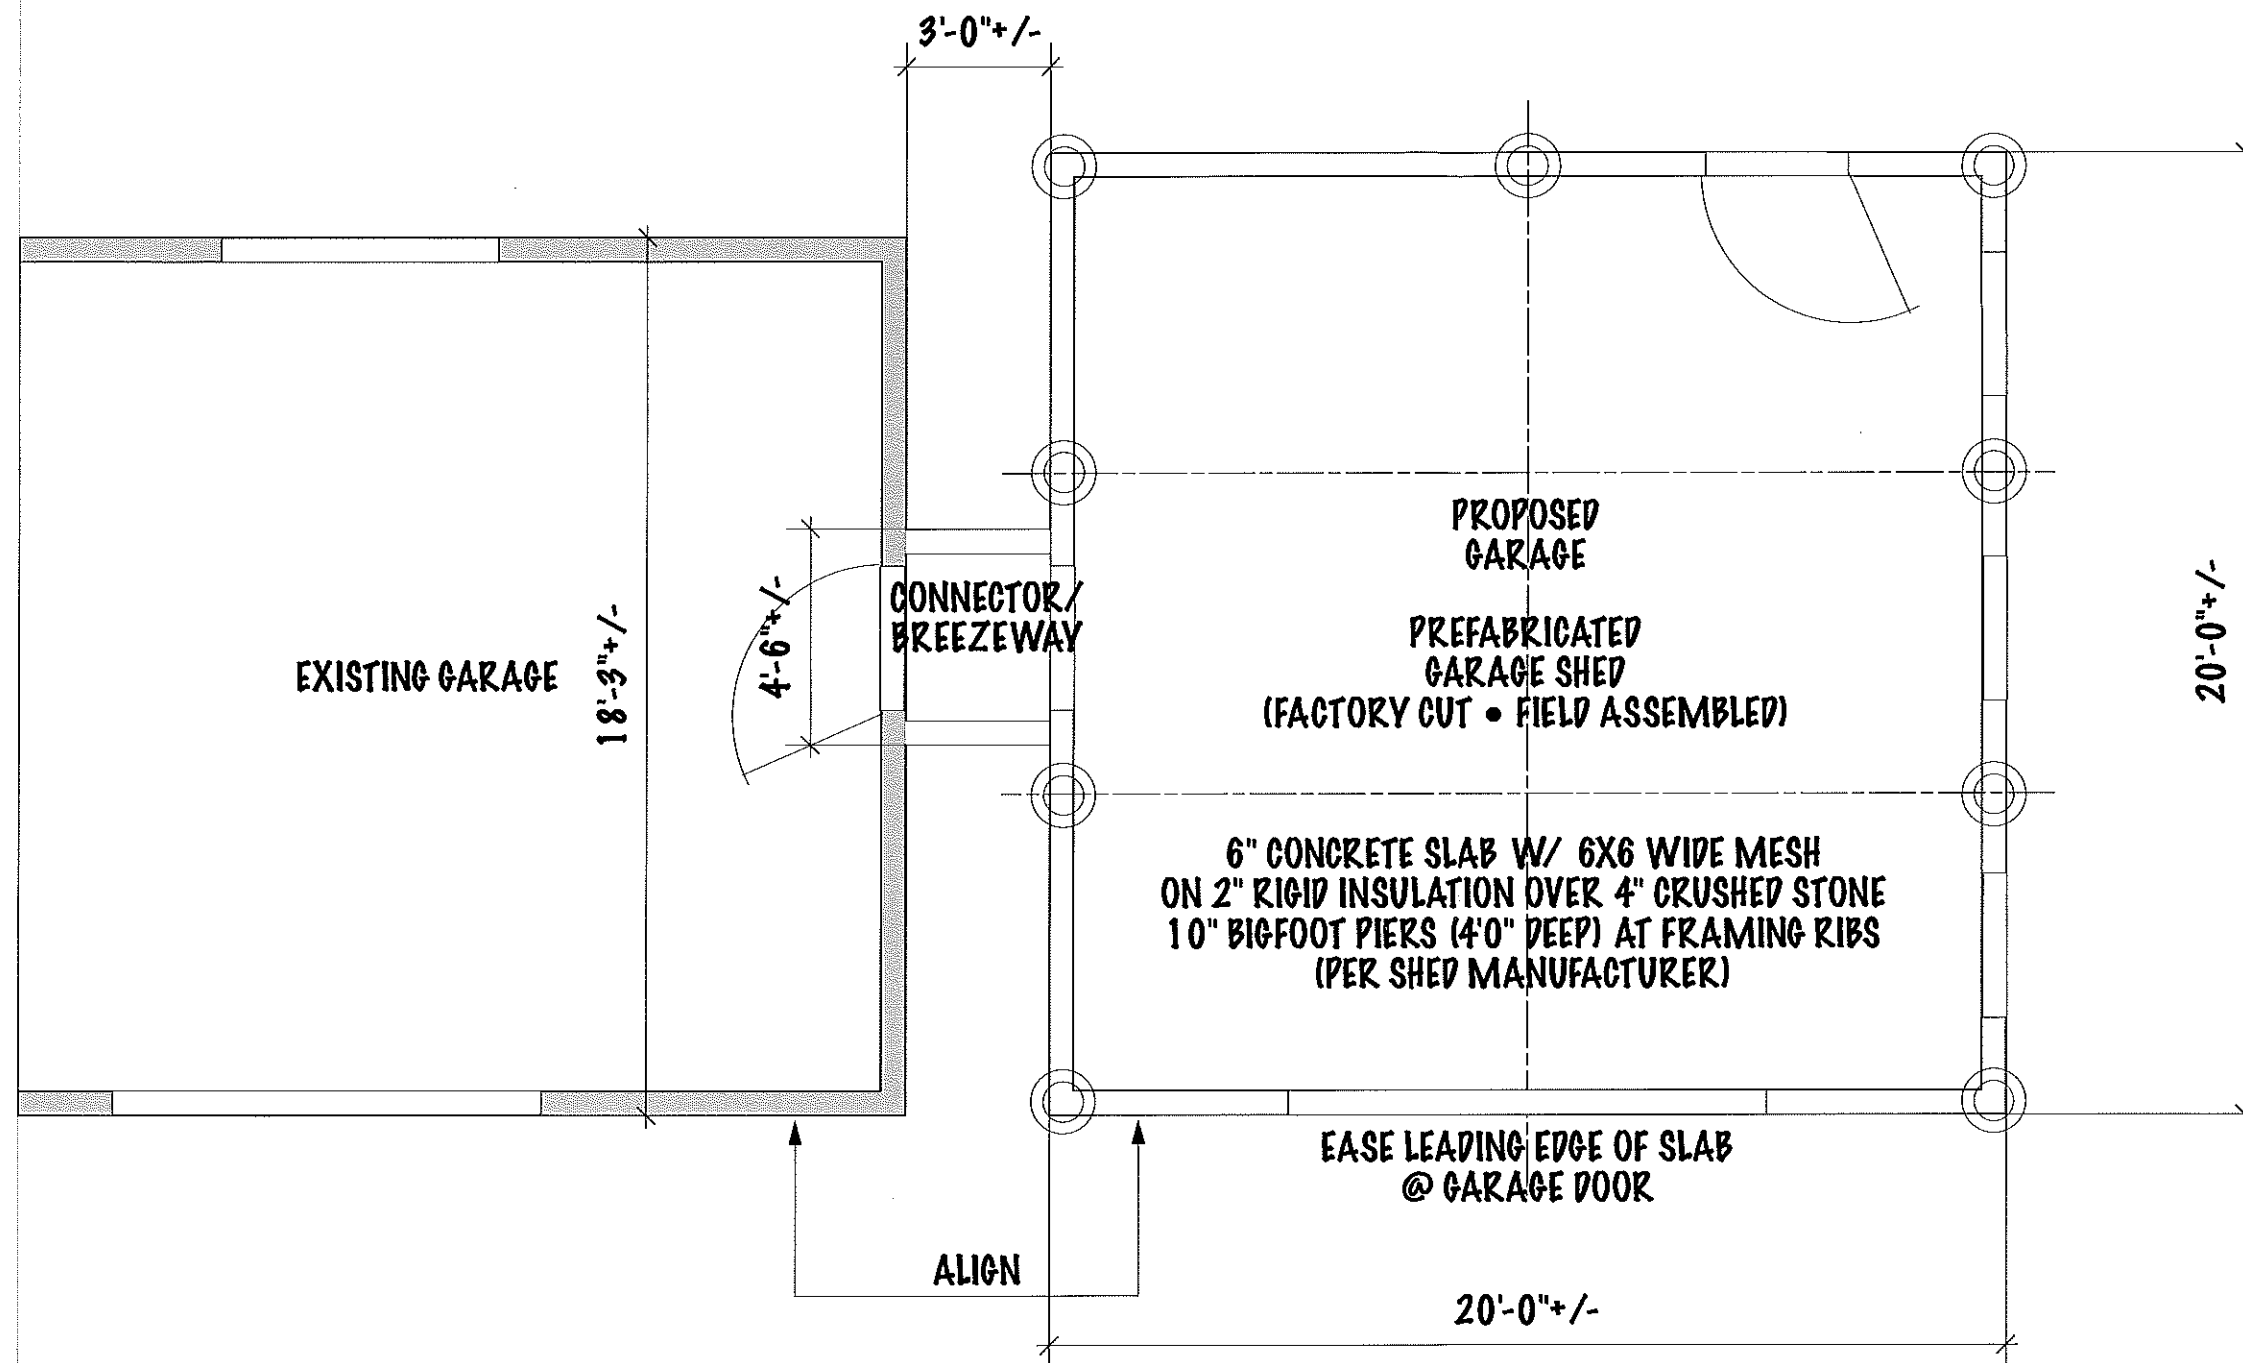 3'-0"+/-
EXISTING GARAGE
18'-3"+/-
4'-6"+/-
CONNECTOR/
BREEZEWAY
PROPOSED
GARAGE
PREFABRICATED
GARAGE SHED
(FACTORY CUT • FIELD ASSEMBLED)
20'-0"+/-
6" CONCRETE SLAB W/ 6X6 WIDE MESH
ON 2" RIGID INSULATION OVER 4" CRUSHED STONE
10" BIGFOOT PIERS (4'0" DEEP) AT FRAMING RIBS
(PER SHED MANUFACTURER)
EASE LEADING EDGE OF SLAB
@ GARAGE DOOR
ALIGN
20'-0"+/-